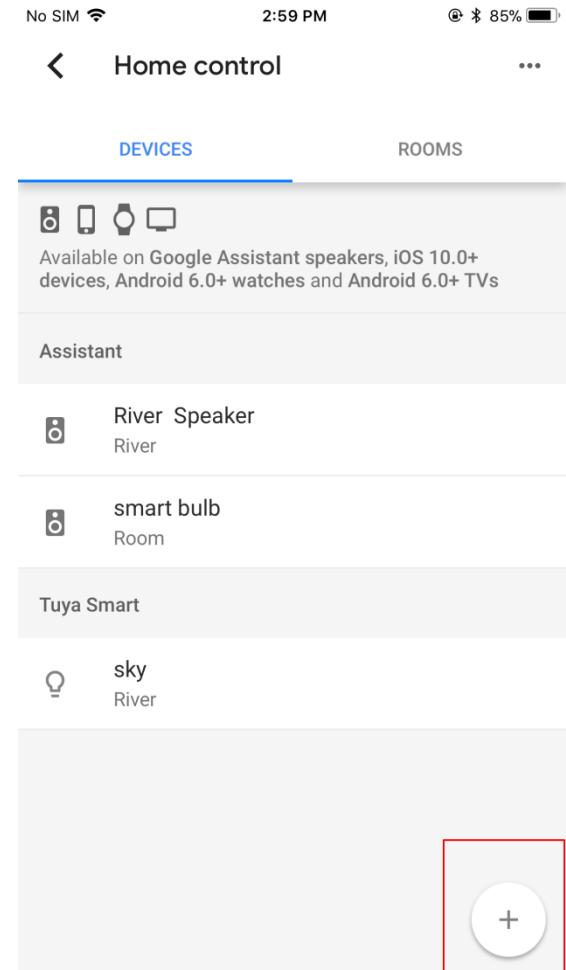 No SIM 2:59 PM 85%
Home control
DEVICES ROOMS
Available on Google Assistant speakers, iOS 10.0+
devices, Android 6.0+ watches and Android 6.0+ TVs
Assistant
River Speaker
River
smart bulb
Room
Tuya Smart
sky
River
+